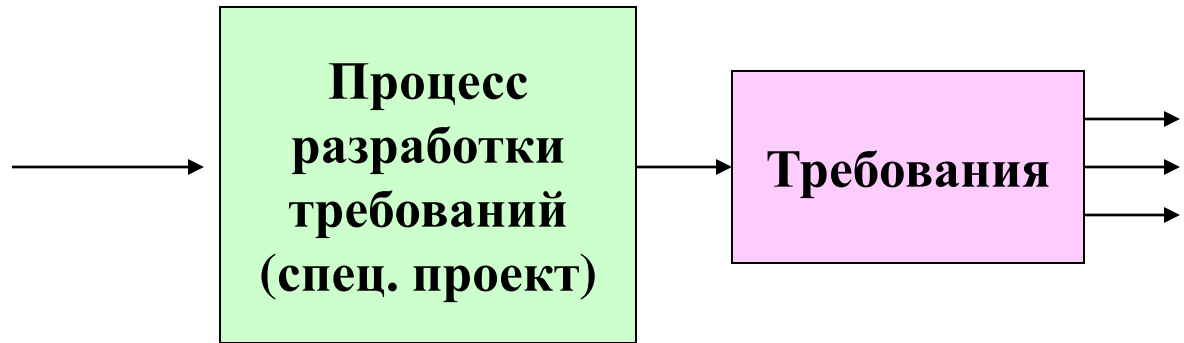 Процесс
разработки
требований
(спец. проект)
Требования